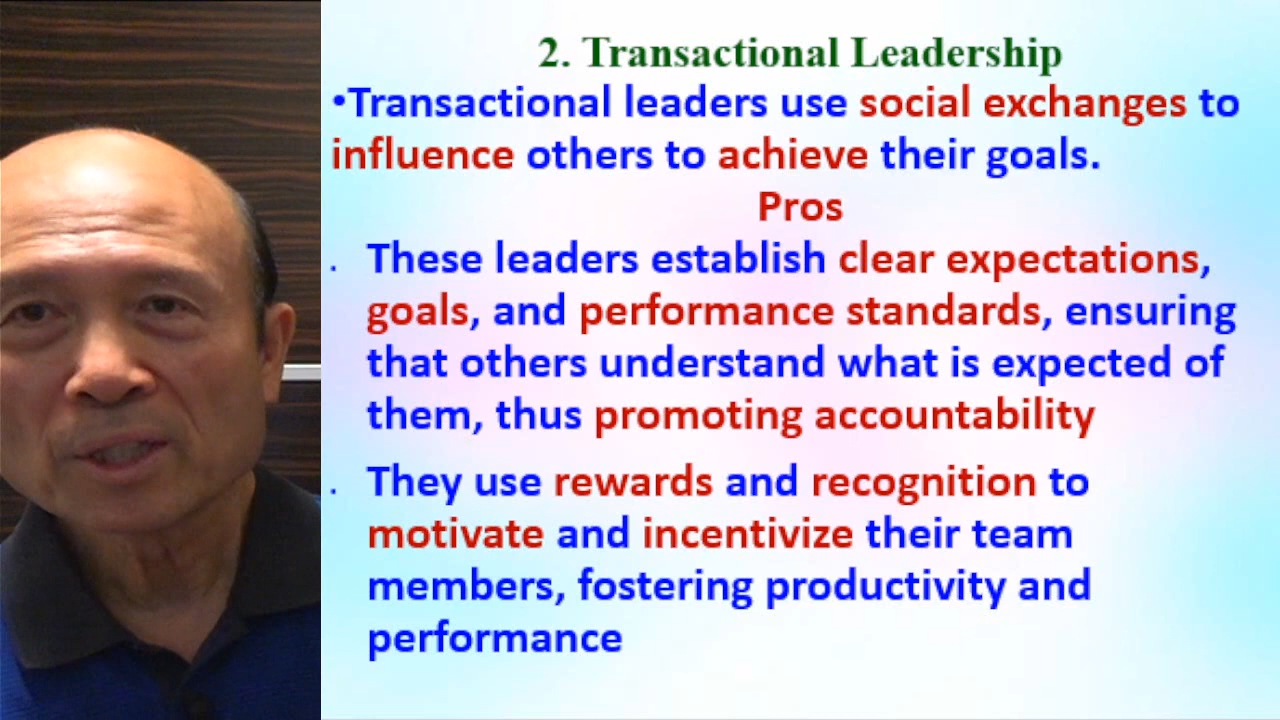 2. Transactional Leadership
•Transactional leaders use social exchanges to
influence others to achieve their goals.
Pros
. These leaders establish clear expectations,
goals, and performance standards, ensuring
that others understand what is expected of
them, thus promoting accountability
. They use rewards and recognition to
motivate and incentivize their team
members, fostering productivity and
performance